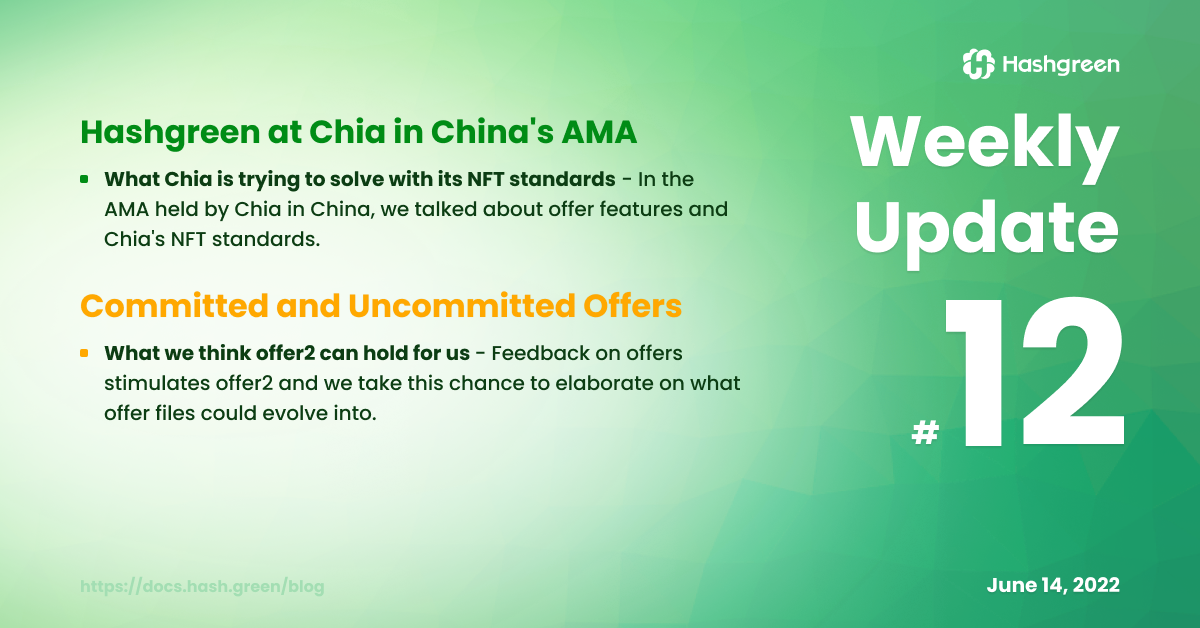 Hashgreen
Weekly
Update
#12
Hashgreen at Chia in China's AMA
What Chia is trying to solve with its NFT standards - In the
AMA held by Chia in China, we talked about offer features and
Chia's NFT standards.
Committed and Uncommitted Offers
What we think offer2 can hold for us - Feedback on offers
stimulates offer2 and we take this chance to elaborate on what
offer files could evolve into.
https://docs.hash.green/blog
June 14, 2022